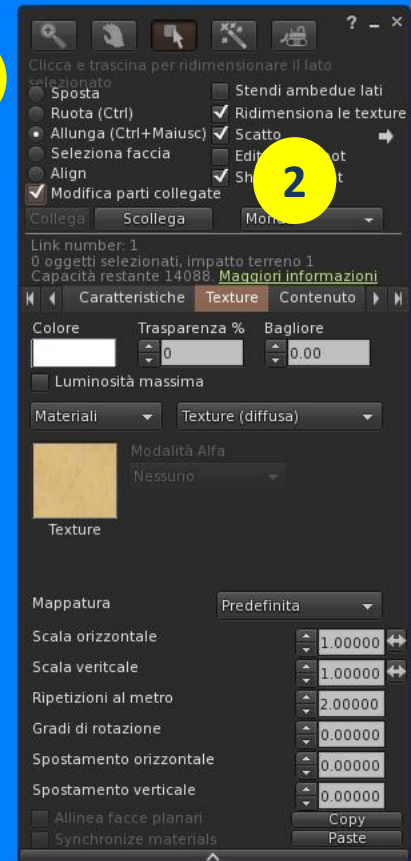 ? – ×
Clicca e trascina per ridimensionare il lato
selezionato
Sposta
Stendi ambedue lati
Ruota (Ctrl)
Ridimensiona le texture
Allunga (Ctrl+Maiusc)
Scatto
Seleziona faccia
Edit
ot
Align
Sh
t
2
Modifica parti collegate
Collega
Scollega
Link number: 1
0 oggetti selezionati, impatto terreno 1
Capacità restante 14088. Maggiori informazioni
Caratteristiche
Texture
Contenuto
Colore
Trasparenza %
Bagliore
0
0.00
Luminosità massima
Materiali
Texture (diffusa)
Modalità Alfa
Nessuno
Texture
Mappatura
Predefinita
Scala orizzontale
1.00000
Scala veritcale
1.00000
Ripetizioni al metro
2.00000
Gradi di rotazione
0.00000
Spostamento orizzontale
0.00000
Spostamento verticale
0.00000
Allinea facce planari
Copy
Synchronize materials
Paste